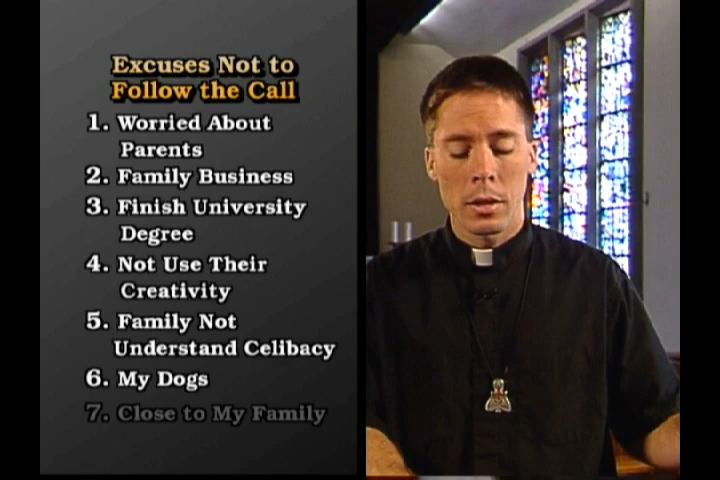 Excuses Not to
Follow the Call
1. Worried About
Parents
2. Family Business
3. Finish University
Degree
4. Not Use Their
Creativity
5. Family Not
Understand Celibacy
6. My Dogs
7. Close to My Family